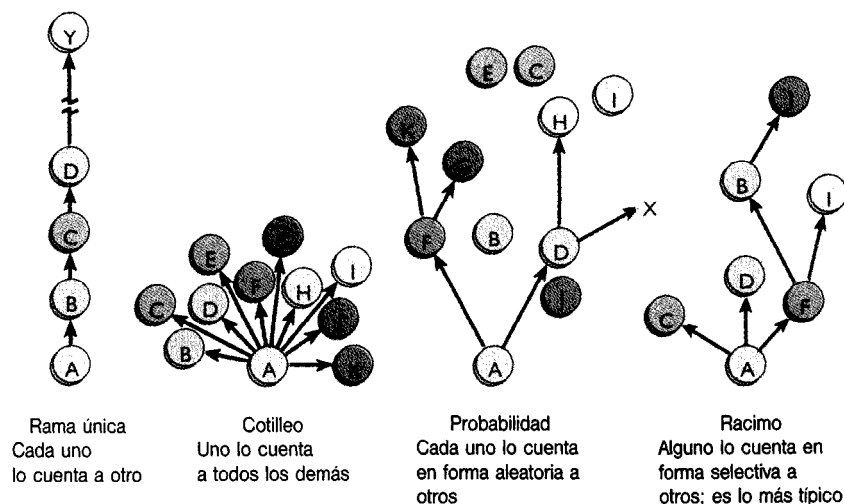 Y
D
C
B
A
E
F
I
H
D
C
B
A
E
C
I
H
K
F
B
D
X
A
B
I
D
C
F
A
Rama única
Cada uno
lo cuenta a otro
Cotilleo
Uno lo cuenta
a todos los demás
Probabilidad
Cada uno lo cuenta
en forma aleatoria a
otros
Racimo
Alguno lo cuenta en
forma selectiva a
otros; es lo más típico